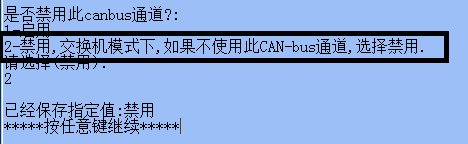 是否禁用此canbus通道?:
1-启用
2-禁用,交换机模式下,如果不使用此CAN-bus通道,选择禁用.
请选择(禁用):
2
已经保存指定值:禁用
*****按任意键继续*****